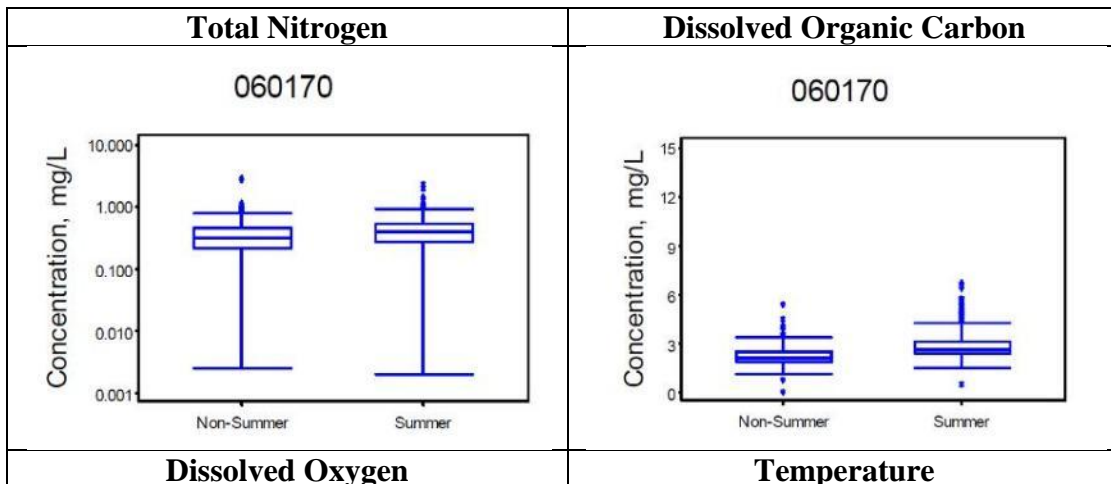 Total Nitrogen
Dissolved Organic Carbon
060170
060170
Concentration, mg/L
10.000
1.000
0.100
0.010
0.001
Non-Summer Summer
Concentration, mg/L
15
12
9
6
3
0
Non-Summer Summer
Dissolved Oxygen
Temperature